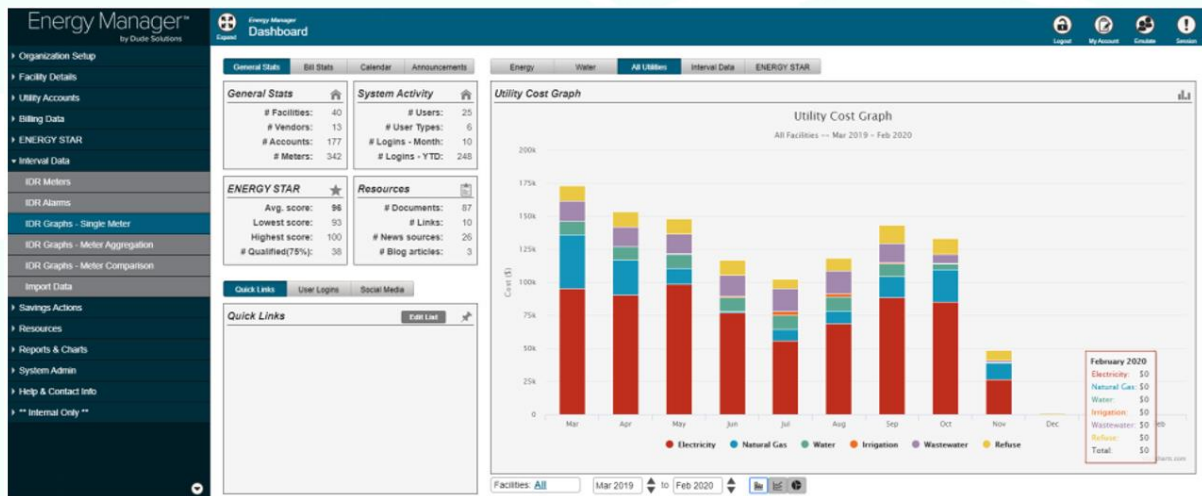 Energy Manager™
by Dude Solutions
Expand
Energy Manager
Dashboard
Logout
My Account
Emulate
Session
Organization Setup
Facility Details
Utility Accounts
Billing Data
ENERGY STAR
Interval Data
IDR Meters
IDR Alarms
IDR Graphs - Single Meter
IDR Graphs - Meter Aggregation
IDR Graphs - Meter Comparison
Import Data
Savings Actions
Resources
Reports & Charts
System Admin
Help & Contact Info
** Internal Only **
General Stats Bill Stats Calendar Announcements
General Stats
# Facilities: 40
# Vendors: 13
# Accounts: 177
# Meters: 342
System Activity
# Users: 25
# User Types: 6
# Logins - Month: 10
# Logins - YTD: 248
ENERGY STAR
Avg. score: 96
Lowest score: 93
Highest score: 100
# Qualified(75%): 38
Resources
# Documents: 87
# Links: 10
# News sources: 26
# Blog articles: 3
Quick Links User Logins Social Media
Quick Links
Edit List
Energy Water All Utilities Interval Data ENERGY STAR
Utility Cost Graph
Utility Cost Graph
All Facilities -- Mar 2019 - Feb 2020
Cost ($)
200k
175k
150k
125k
100k
75k
50k
25k
0
Mar Apr May Jun Jul Aug Sep Oct Nov Dec
February 2020
Electricity: $0
Natural Gas: $0
Water: $0
Irrigation: $0
Wastewater: $0
Refuse: $0
Total: $0
Electricity Natural Gas Water Irrigation Wastewater Refuse
Facilities: All
Mar 2019 to Feb 2020